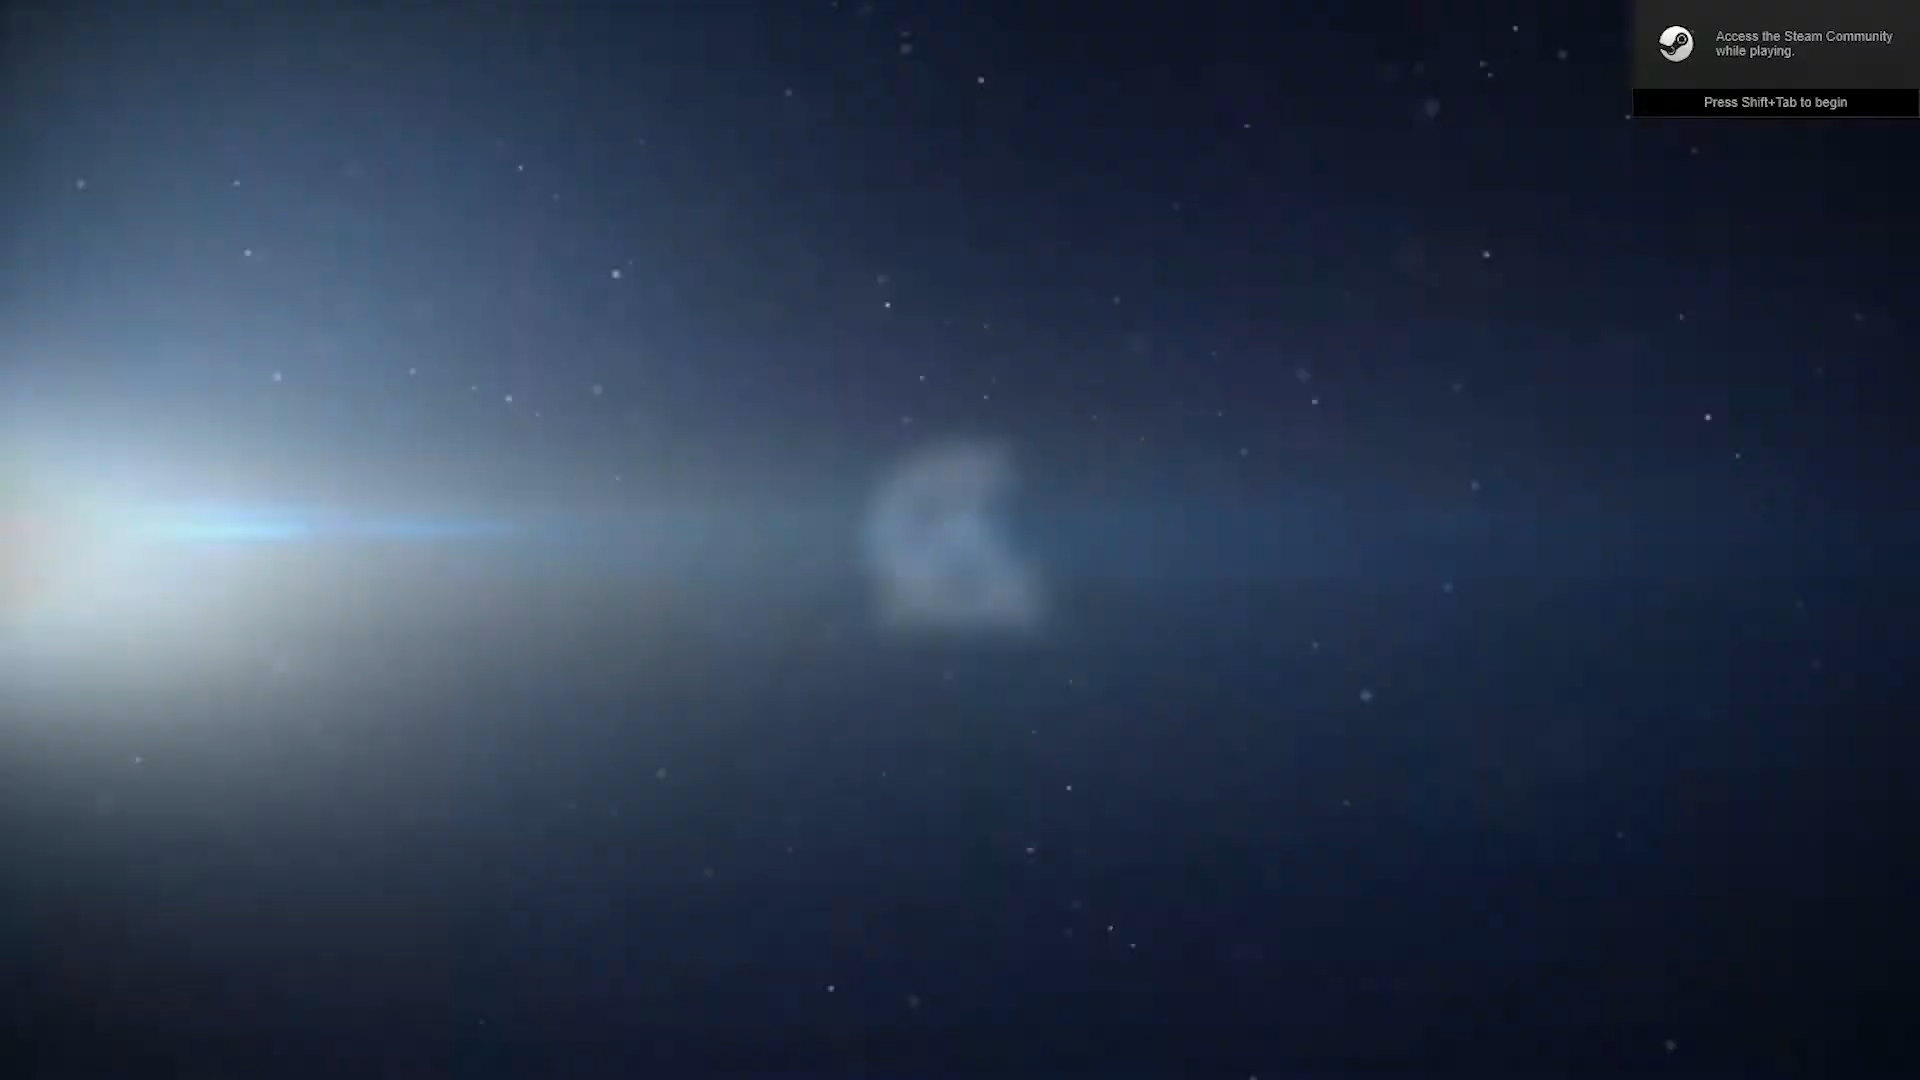 Access the Steam Community
while playing.
Press Shift+Tab to begin